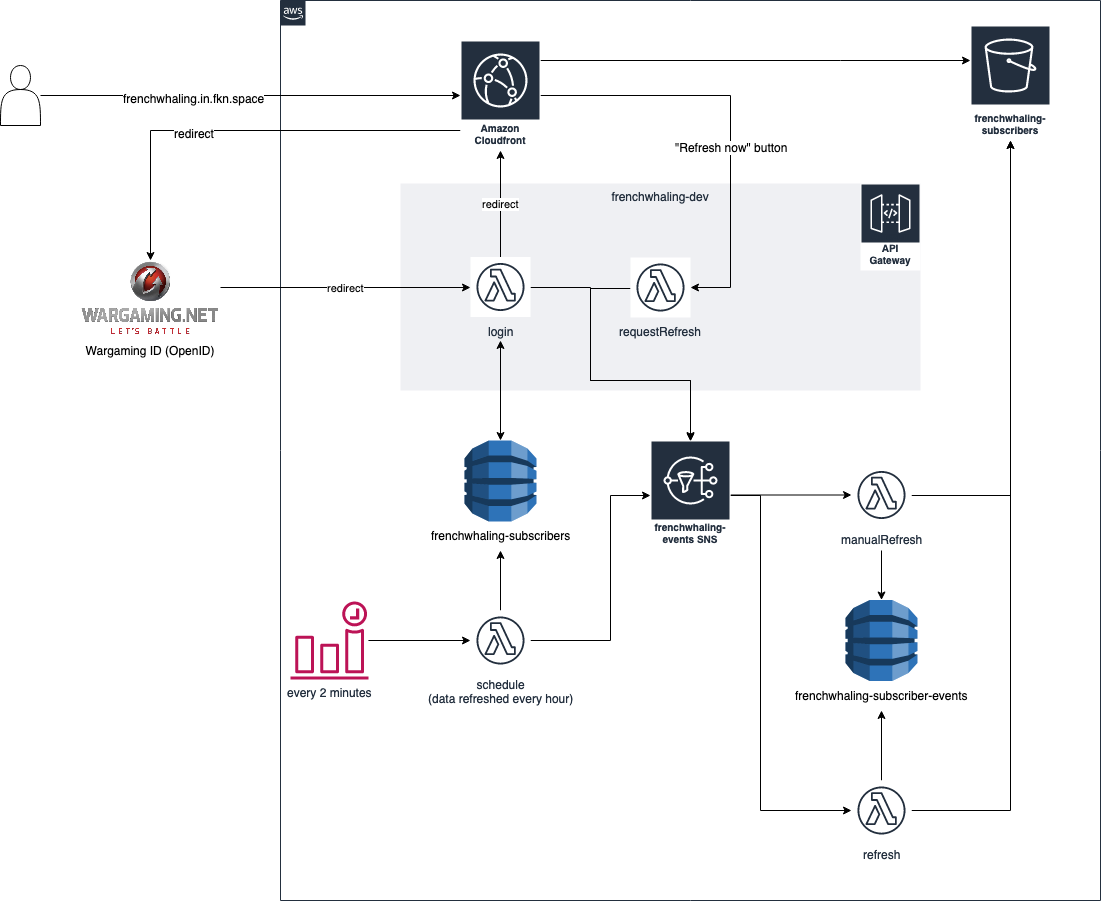 aws
frenchwhaling.in.fkn.space
Amazon
Cloudfront
frenchwhaling-
subscribers
redirect
"Refresh now" button
frenchwhaling-dev
redirect
API
Gateway
WARGAMING.NET
LET'S BATTLE
Wargaming ID (OpenID)
redirect
login
requestRefresh
frenchwhaling-subscribers
frenchwhaling-
events SNS
manualRefresh
every 2 minutes
schedule
(data refreshed every hour)
frenchwhaling-subscriber-events
refresh